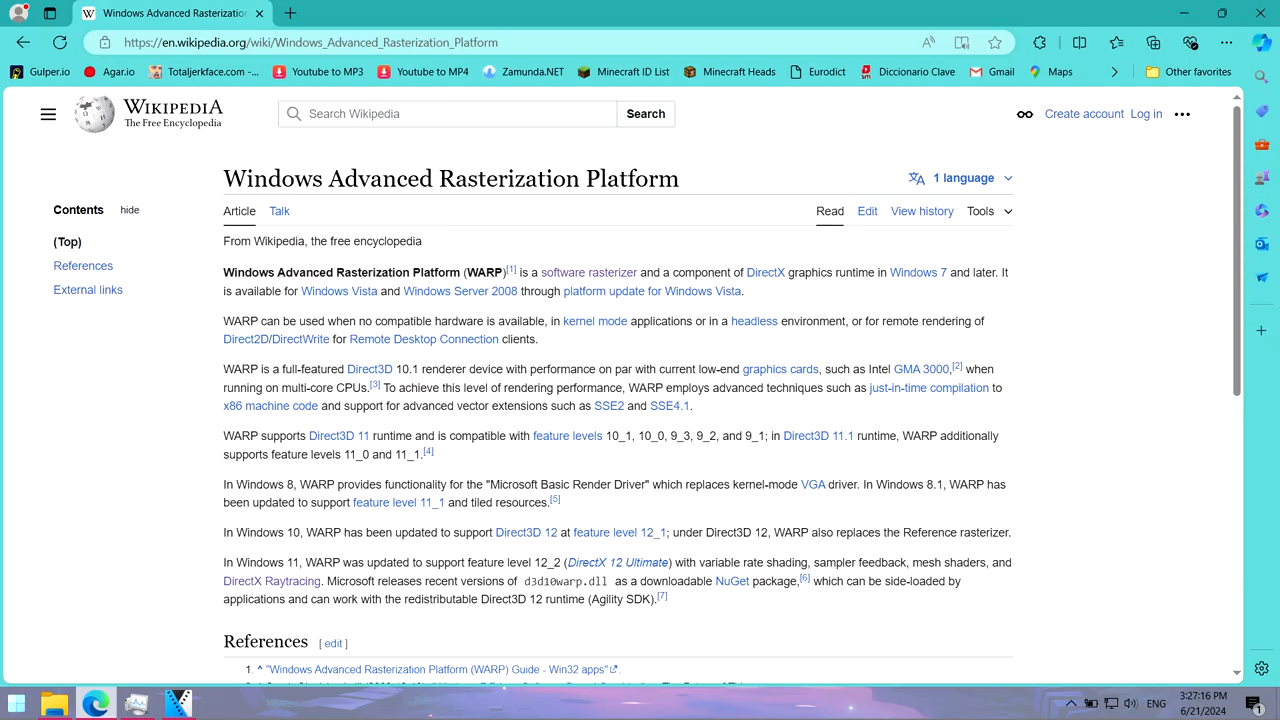 Windows Advanced Rasterization
https://en.wikipedia.org/wiki/Windows_Advanced_Rasterization_Platform
Gulper.io Agar.io Totaljerkface.com -... Youtube to MP3 Youtube to MP4 Zamunda.NET Minecraft ID List Minecraft Heads Eurodict Diccionario Clave Gmail Maps Other favorites
WIKIPEDIA
The Free Encyclopedia
Search Wikipedia
Search
Create account Log in
Windows Advanced Rasterization Platform
1 language
Contents hide
(Top)
References
External links
Article Talk
Read Edit View history Tools
From Wikipedia, the free encyclopedia
Windows Advanced Rasterization Platform (WARP)[1] is a software rasterizer and a component of DirectX graphics runtime in Windows 7 and later. It
is available for Windows Vista and Windows Server 2008 through platform update for Windows Vista.
WARP can be used when no compatible hardware is available, in kernel mode applications or in a headless environment, or for remote rendering of
Direct2D/DirectWrite for Remote Desktop Connection clients.
WARP is a full-featured Direct3D 10.1 renderer device with performance on par with current low-end graphics cards, such as Intel GMA 3000,[2] when
running on multi-core CPUs.[3] To achieve this level of rendering performance, WARP employs advanced techniques such as just-in-time compilation to
x86 machine code and support for advanced vector extensions such as SSE2 and SSE4.1.
WARP supports Direct3D 11 runtime and is compatible with feature levels 10_1, 10_0, 9_3, 9_2, and 9_1; in Direct3D 11.1 runtime, WARP additionally
supports feature levels 11_0 and 11_1.[4]
In Windows 8, WARP provides functionality for the "Microsoft Basic Render Driver" which replaces kernel-mode VGA driver. In Windows 8.1, WARP has
been updated to support feature level 11_1 and tiled resources.[5]
In Windows 10, WARP has been updated to support Direct3D 12 at feature level 12_1; under Direct3D 12, WARP also replaces the Reference rasterizer.
In Windows 11, WARP was updated to support feature level 12_2 (DirectX 12 Ultimate) with variable rate shading, sampler feedback, mesh shaders, and
DirectX Raytracing. Microsoft releases recent versions of d3d10warp.dll as a downloadable NuGet package,[6] which can be side-loaded by
applications and can work with the redistributable Direct3D 12 runtime (Agility SDK).[7]
References [ edit ]
1. ^ "Windows Advanced Rasterization Platform (WARP) Guide - Win32 apps".
ENG
3:27:16 PM
6/21/2024
1